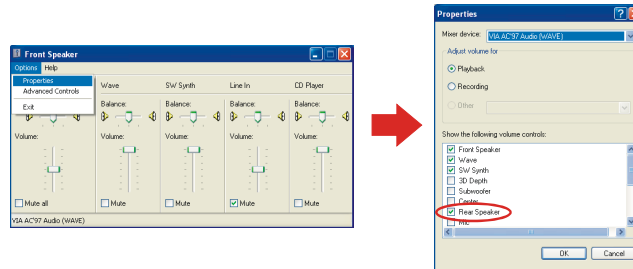 Front Speaker
Options Help
Properties
Advanced Controls
Exit
Wave SW Synth Line In CD Player
Balance: Balance: Balance: Balance:
Volume: Volume: Volume: Volume: Volume:
Mute all Mute Mute Mute Mute
VIA AC'97 Audio (WAVE)
Properties
Mixer device: VIA AC'97 Audio (WAVE)
Adjust volume for
Playback
Recording
Other
Show the following volume controls:
Front Speaker
Wave
SW Synth
3D Depth
Subwoofer
Center
Rear Speaker
Mic
OK Cancel